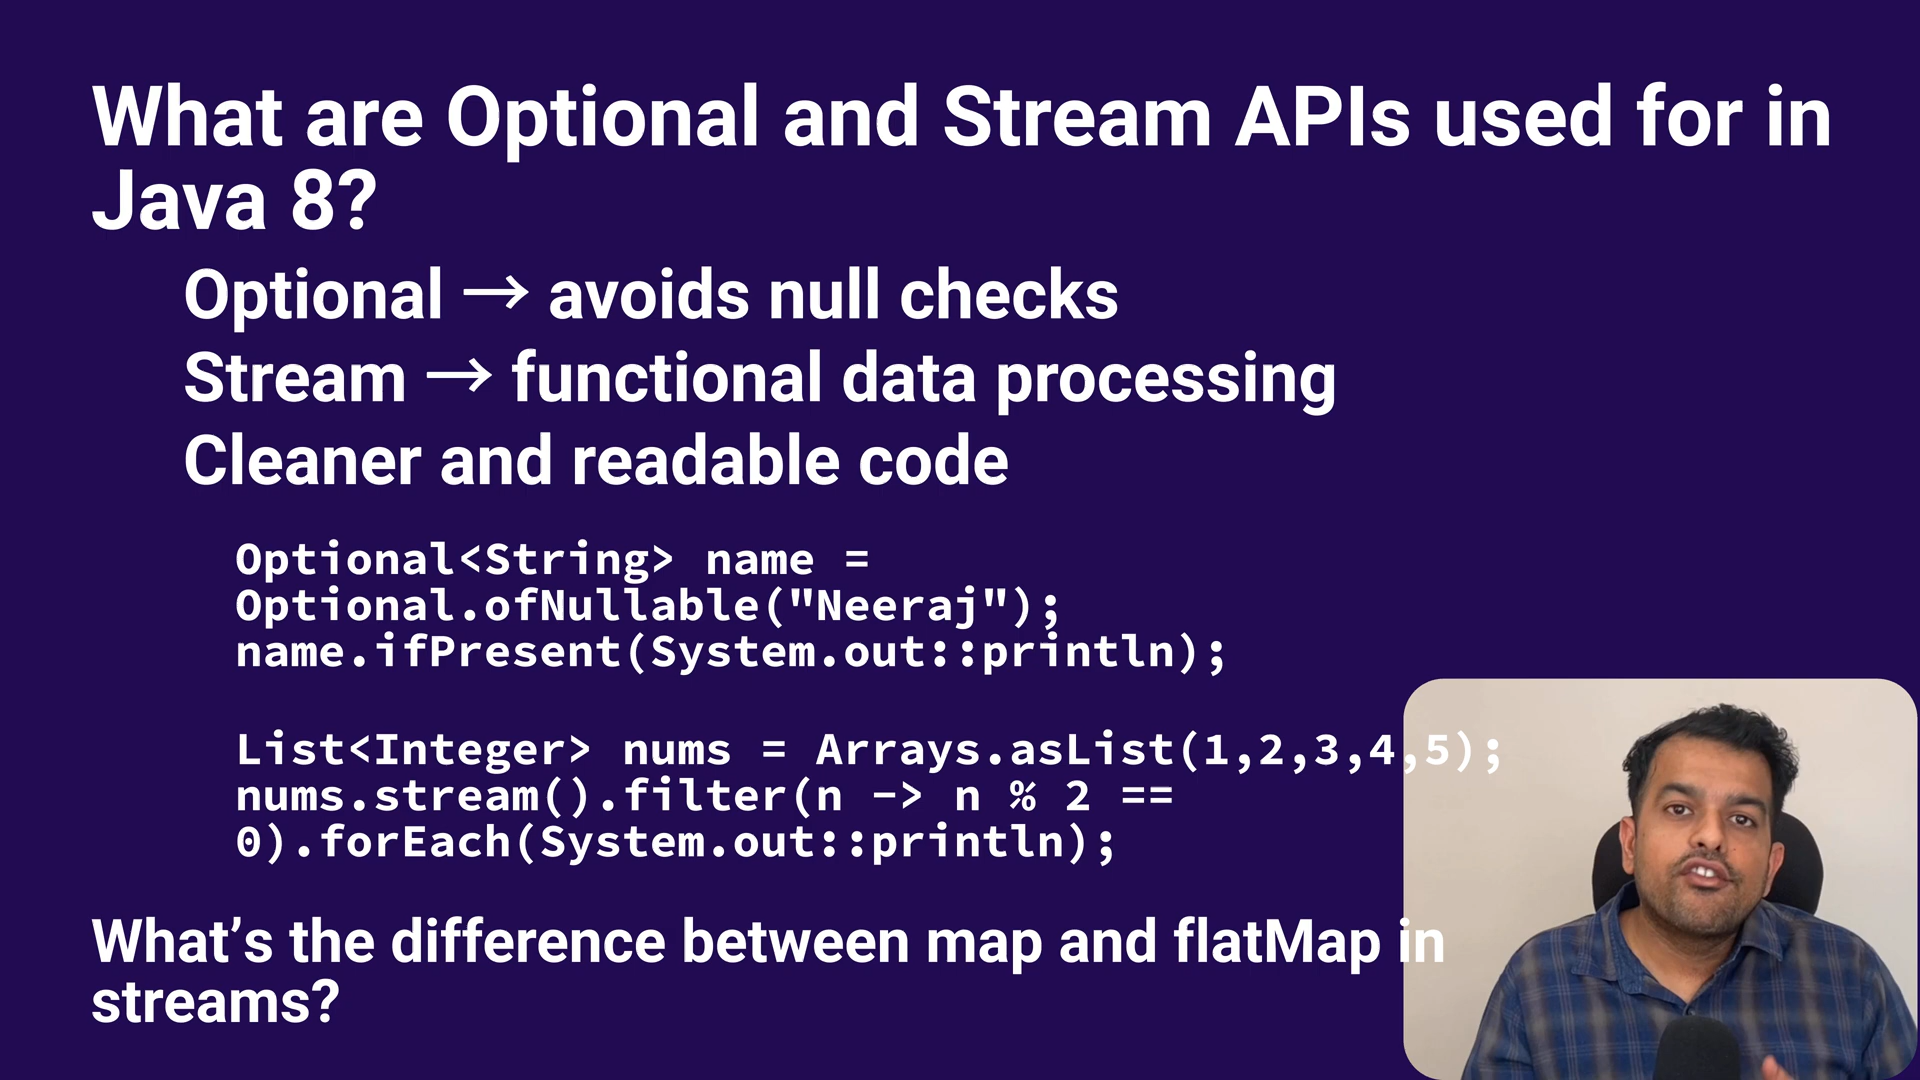 What are Optional and Stream APIs used for in
Java 8?
Optional → avoids null checks
Stream → functional data processing
Cleaner and readable code
Optional<String> name =
Optional.ofNullable("Neeraj");
name.ifPresent(System.out::println);
List<Integer> nums = Arrays.asList(1,2,3,4,5);
nums.stream().filter(n -> n % 2 ==
0).forEach(System.out::println);
What’s the difference between map and flatMap in
streams?